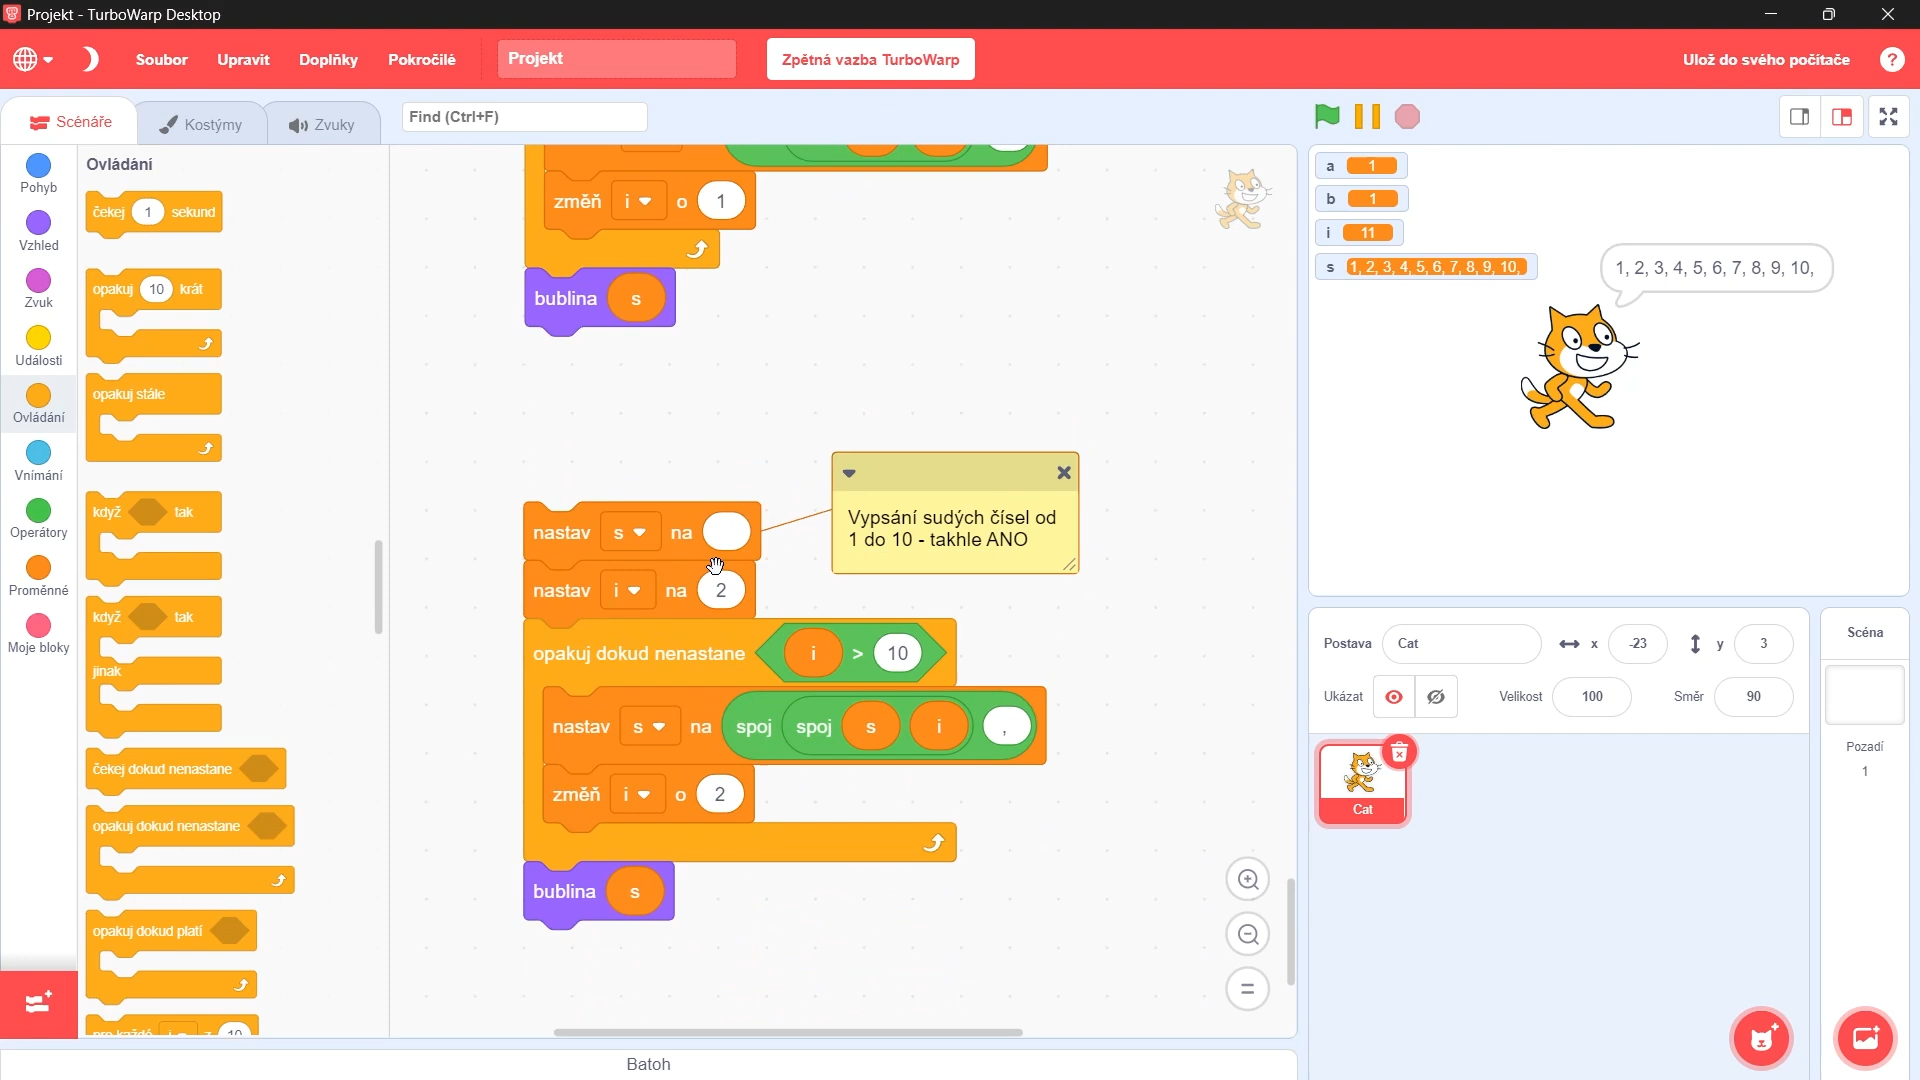 Projekt - TurboWarp Desktop
Soubor
Upravit
Doplňky
Pokročilé
Projekt
Zpětná vazba TurboWarp
Ulož do svého počítače
?
Scénáře
Kostýmy
Zvuky
Find (Ctrl+F)
Pohyb
Vzhled
Zvuk
Události
Ovládání
Vnímání
Operátory
Proměnné
Moje bloky
Ovládání
čekej 1 sekund
opakuj 10 krát
opakuj stále
když tak
když tak
jinak
čekej dokud nenastane
opakuj dokud nenastane
opakuj dokud platí
změň i o 1
bublina s
nastav s na
nastav i na 2
opakuj dokud nenastane i > 10
nastav s na spoj spoj s i ,
změň i o 2
bublina s
Vypsání sudých čísel od
1 do 10 - takhle ANO
Batoh
a 1
b 1
i 11
s 1, 2, 3, 4, 5, 6, 7, 8, 9, 10,
1, 2, 3, 4, 5, 6, 7, 8, 9, 10,
Postava Cat x -23 y 3
Ukázat Velikost 100 Směr 90
Cat
Scéna
Pozadí
1